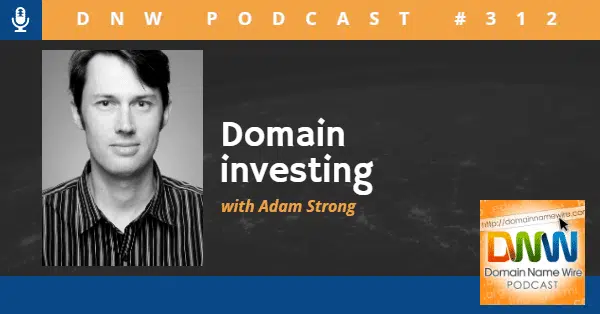 DNW PODCAST #312
Domain
investing
with Adam Strong
http://domainnamewire.com
DNW
Domain Name Wire
PODCAST